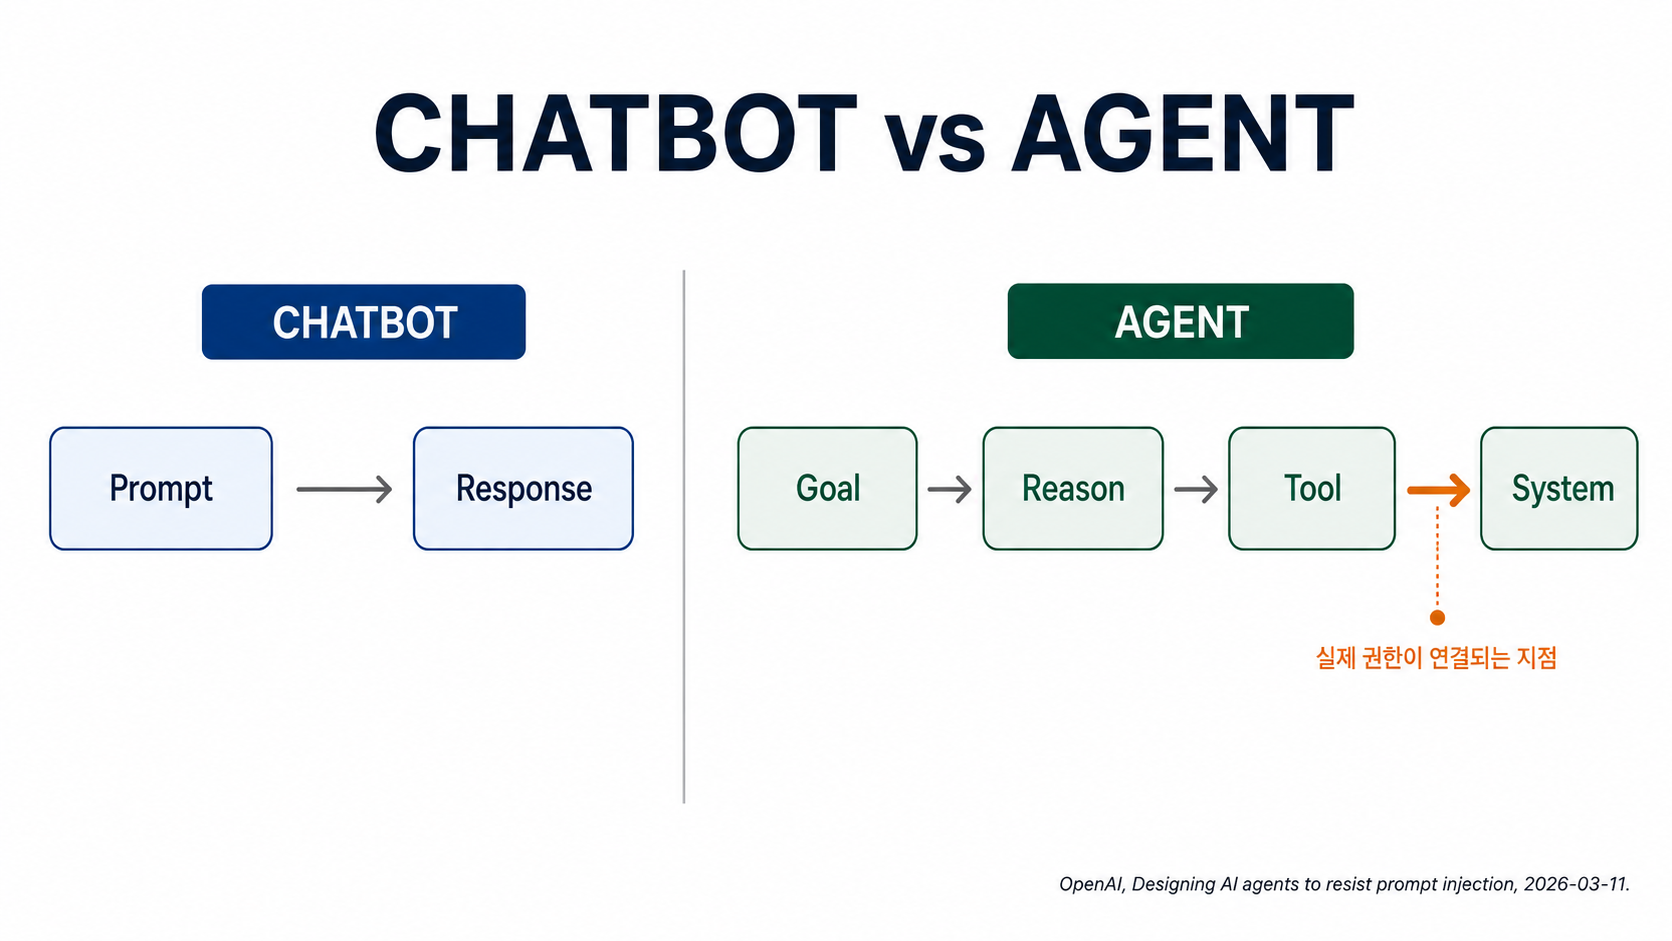 CHATBOT vs AGENT
CHATBOT
Prompt
Response
AGENT
Goal
Reason
Tool
System
실제 권한이 연결되는 지점
OpenAI, Designing AI agents to resist prompt injection, 2026-03-11.